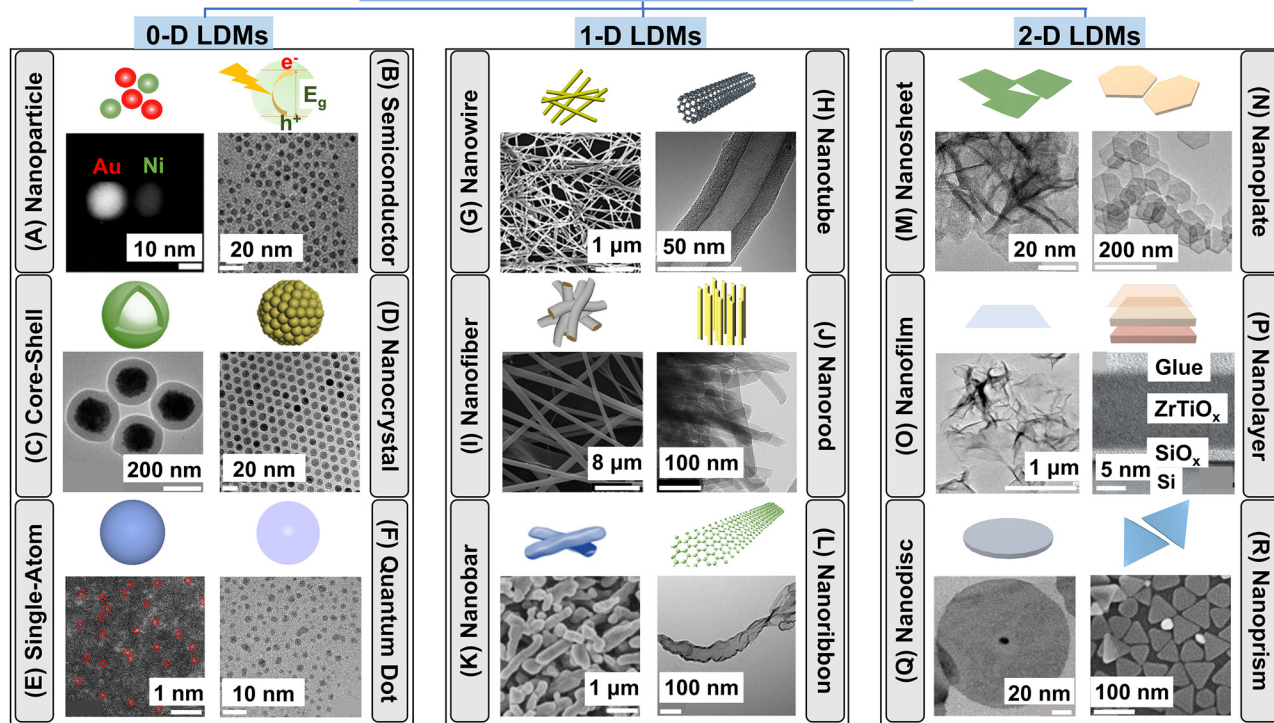 0-D LDMs
1-D LDMs
2-D LDMs
(A) Nanoparticle
e-
Eg
h+
(B) Semiconductor
Au
Ni
10 nm
20 nm
(C) Core-Shell
(D) Nanocrystal
200 nm
20 nm
(E) Single-Atom
(F) Quantum Dot
1 nm
10 nm
(G) Nanowire
(H) Nanotube
1 µm
50 nm
(I) Nanofiber
(J) Nanorod
8 µm
100 nm
(K) Nanobar
(L) Nanoribbon
1 µm
100 nm
(M) Nanosheet
(N) Nanoplate
20 nm
200 nm
(O) Nanofilm
(P) Nanolayer
1 µm
Glue
ZrTiOx
SiOx
5 nm
Si
(Q) Nanodisc
(R) Nanoprism
20 nm
100 nm